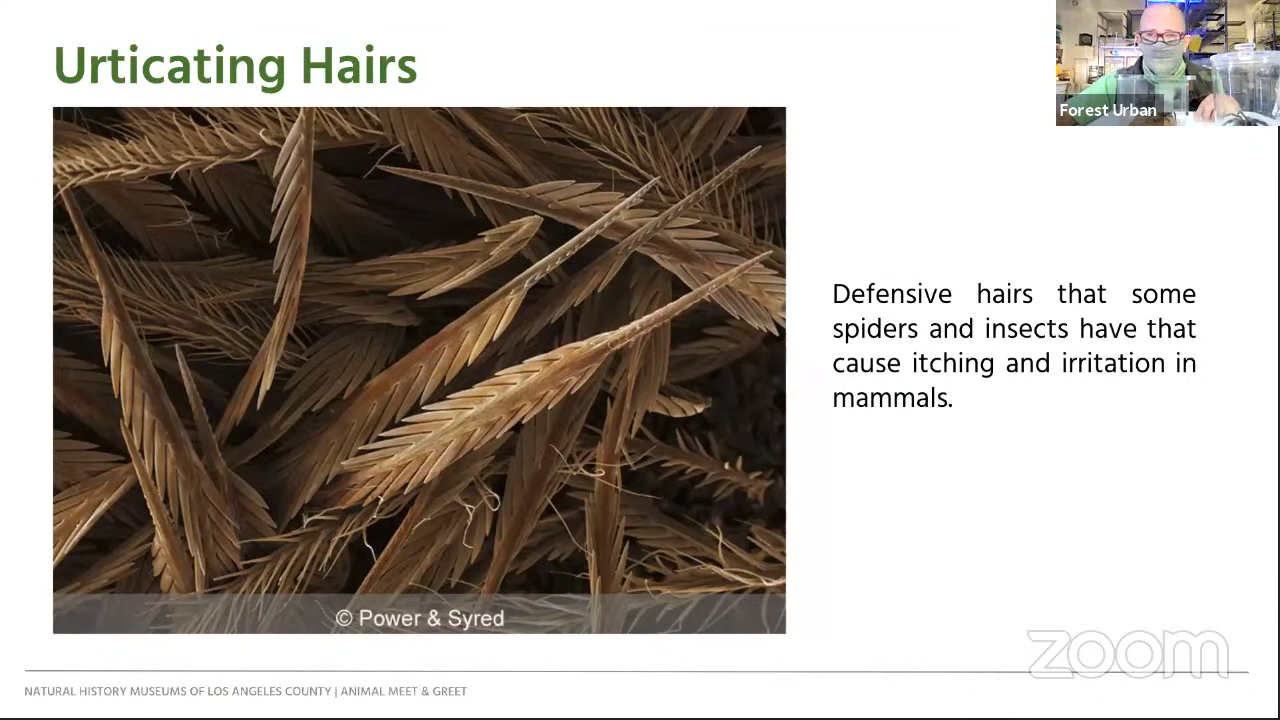 Urticating Hairs
Forest Urban
Defensive hairs that some
spiders and insects have that
cause itching and irritation in
mammals.
© Power & Syred
zoom
NATURAL HISTORY MUSEUMS OF LOS ANGELES COUNTY | ANIMAL MEET & GREET